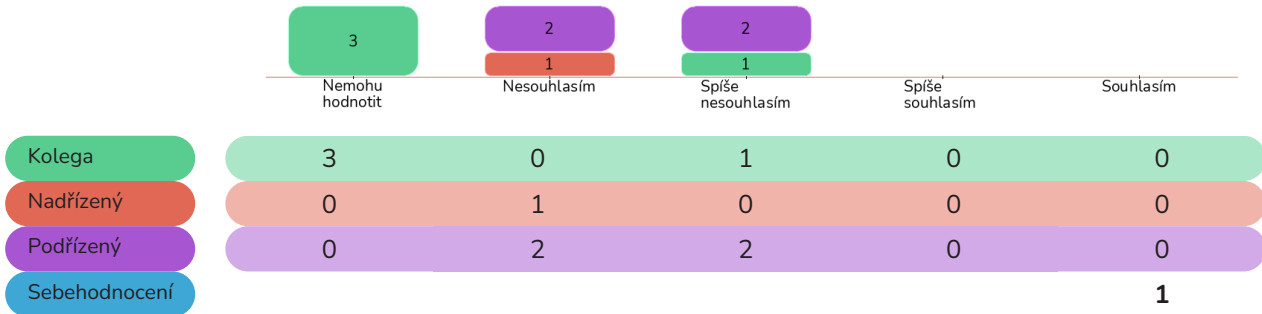 3
2
1
2
1
Nemohu
hodnotit
Nesouhlasím
Spíše
nesouhlasím
Spíše
souhlasím
Souhlasím
Kolega 3 0 1 0 0
Nadřízený 0 1 0 0 0
Podřízený 0 2 2 0 0
Sebehodnocení 1